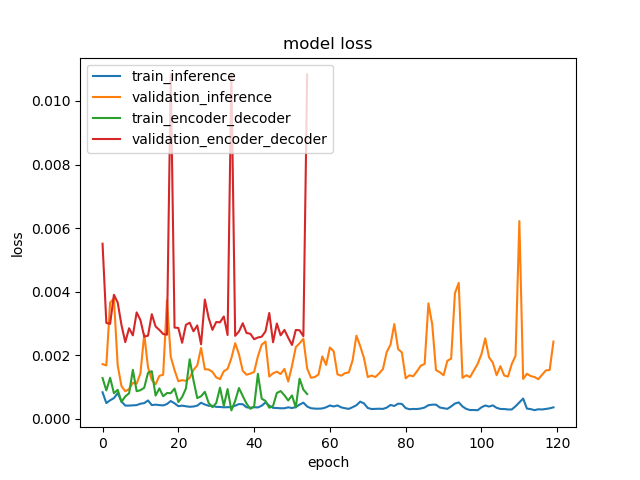 model loss
train_inference
validation_inference
train_encoder_decoder
validation_encoder_decoder
loss
0.010
0.008
0.006
0.004
0.002
0.000
0 20 40 60 80 100 120
epoch